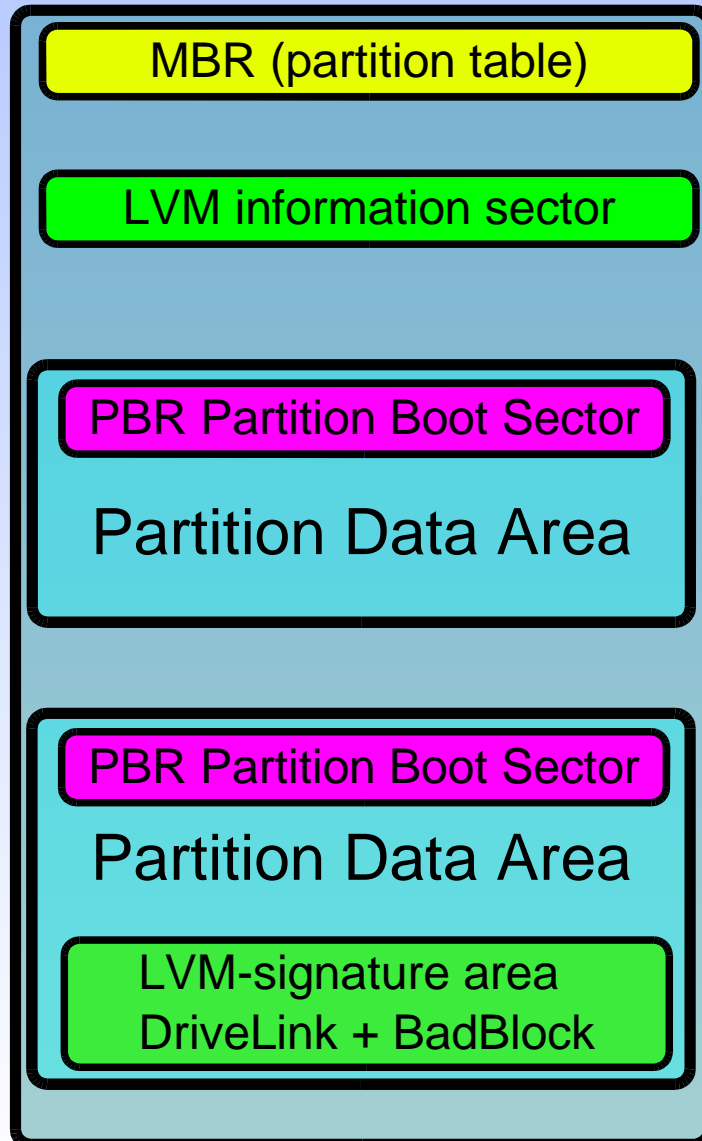 MBR (partition table)
LVM information sector
PBR Partition Boot Sector
Partition Data Area
PBR Partition Boot Sector
Partition Data Area
LVM-signature area
DriveLink + BadBlock